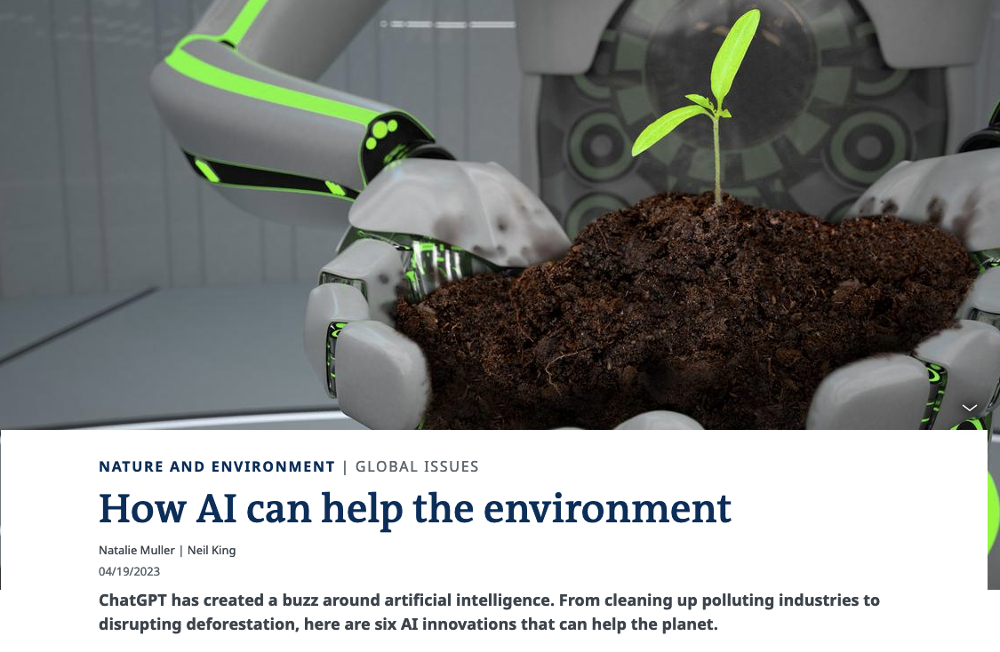 NATURE AND ENVIRONMENT | GLOBAL ISSUES
How AI can help the environment
Natalie Muller | Neil King
04/19/2023
ChatGPT has created a buzz around artificial intelligence. From cleaning up polluting industries to
disrupting deforestation, here are six AI innovations that can help the planet.